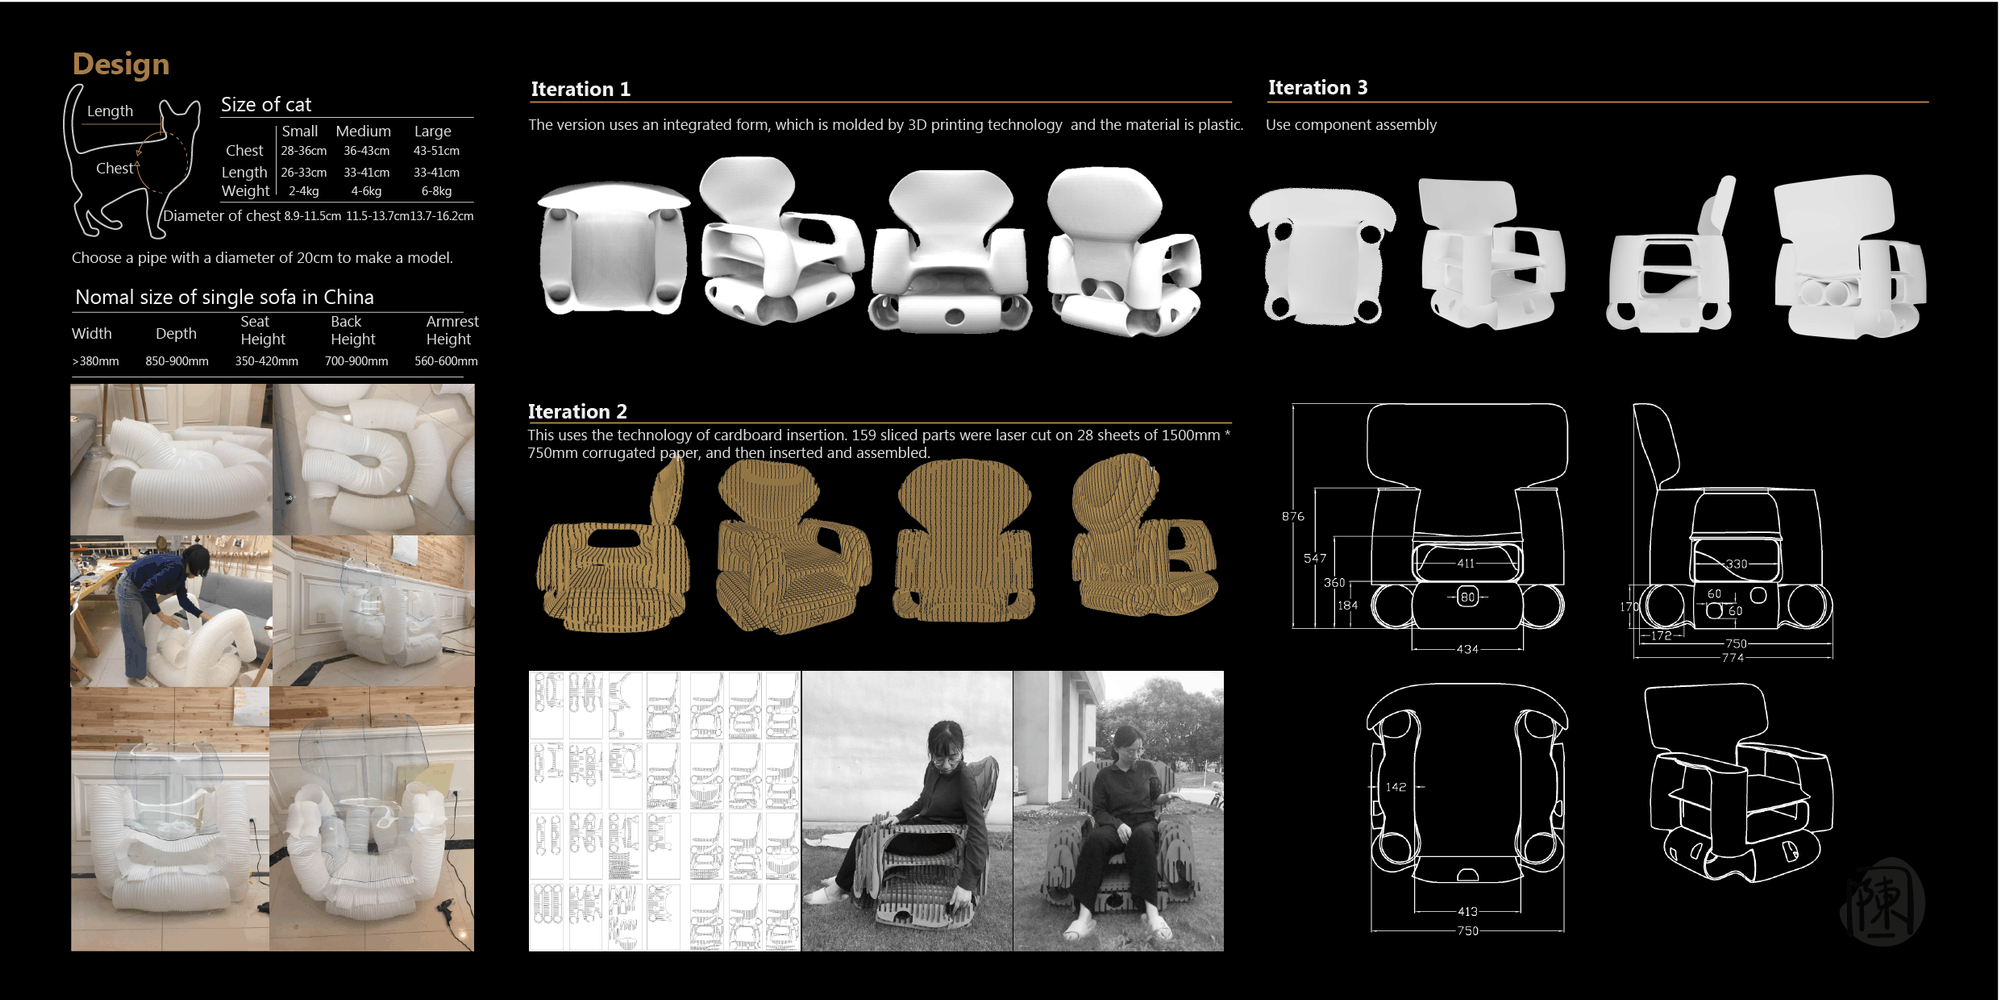 Design
Length
Chest
Size of cat
Small Medium Large
Chest 28-36cm 36-43cm 43-51cm
Length 26-33cm 33-41cm 33-41cm
Weight 2-4kg 4-6kg 6-8kg
Diameter of chest 8.9-11.5cm 11.5-13.7cm 13.7-16.2cm
Choose a pipe with a diameter of 20cm to make a model.
Nomal size of single sofa in China
Width Depth Seat Height Back Height Armrest Height
>380mm 850-900mm 350-420mm 700-900mm 560-600mm
Iteration 1
The version uses an integrated form, which is molded by 3D printing technology and the material is plastic.
Iteration 2
This uses the technology of cardboard insertion. 159 sliced parts were laser cut on 28 sheets of 1500mm *
750mm corrugated paper, and then inserted and assembled.
Iteration 3
Use component assembly
876
547
360
184
411
80
434
330
60
60
170
172
750
774
142
413
750
陳